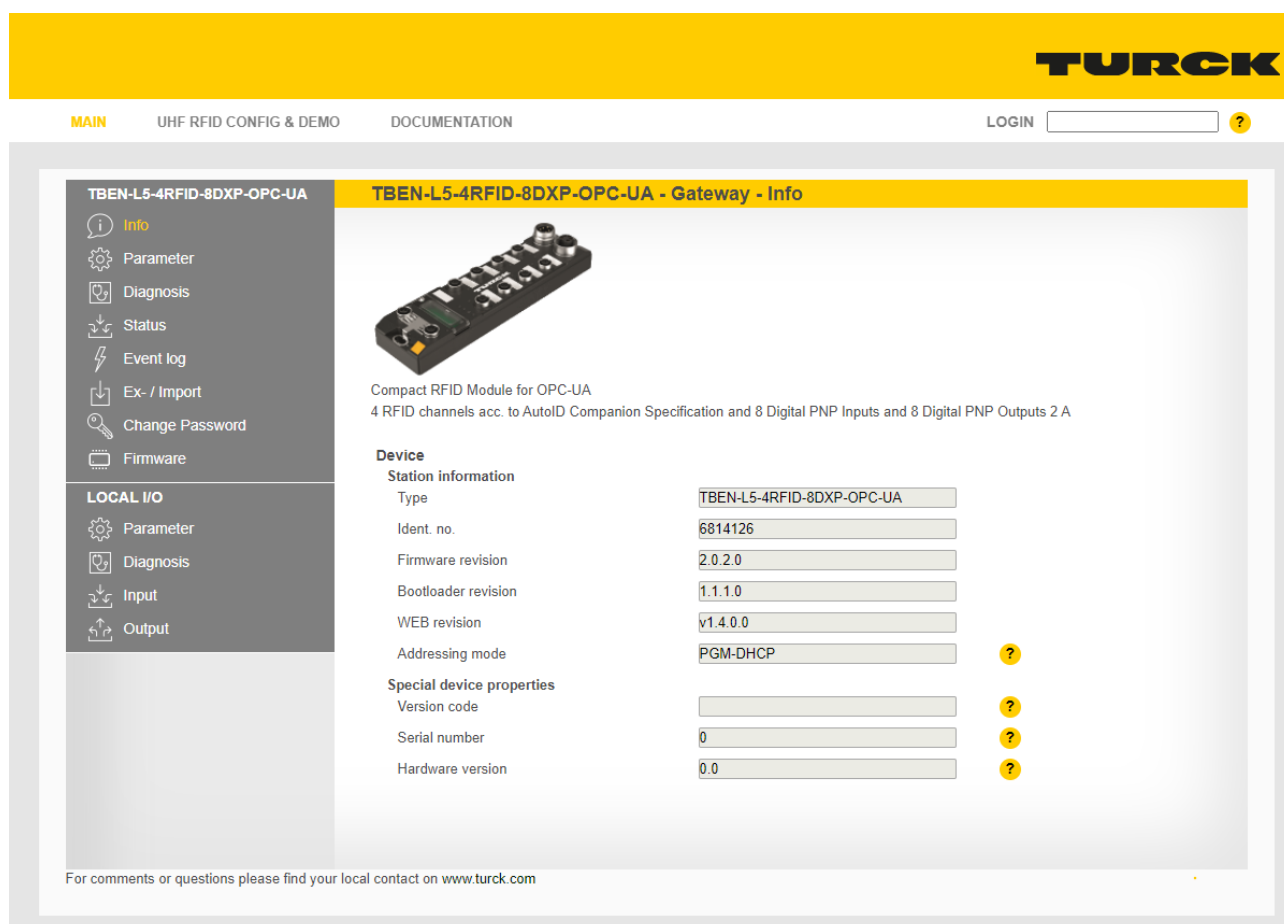 TURCK
MAIN UHF RFID CONFIG & DEMO DOCUMENTATION LOGIN ?
TBEN-L5-4RFID-8DXP-OPC-UA
Info
Parameter
Diagnosis
Status
Event log
Ex- / Import
Change Password
Firmware
LOCAL I/O
Parameter
Diagnosis
Input
Output
TBEN-L5-4RFID-8DXP-OPC-UA - Gateway - Info
Compact RFID Module for OPC-UA
4 RFID channels acc. to AutoID Companion Specification and 8 Digital PNP Inputs and 8 Digital PNP Outputs 2 A
Device
Station information
Type TBEN-L5-4RFID-8DXP-OPC-UA
Ident. no. 6814126
Firmware revision 2.0.2.0
Bootloader revision 1.1.1.0
WEB revision v1.4.0.0
Addressing mode PGM-DHCP ?
Special device properties
Version code ?
Serial number 0 ?
Hardware version 0.0 ?
For comments or questions please find your local contact on www.turck.com